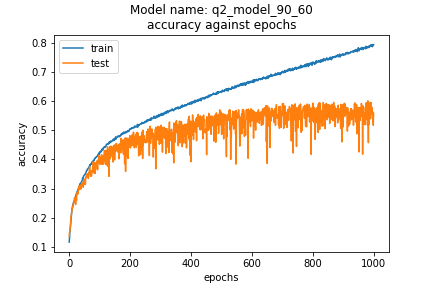 Model name: q2_model_90_60
accuracy against epochs
train
test
accuracy
0.8
0.7
0.6
0.5
0.4
0.3
0.2
0.1
0
200
400
600
800
1000
epochs